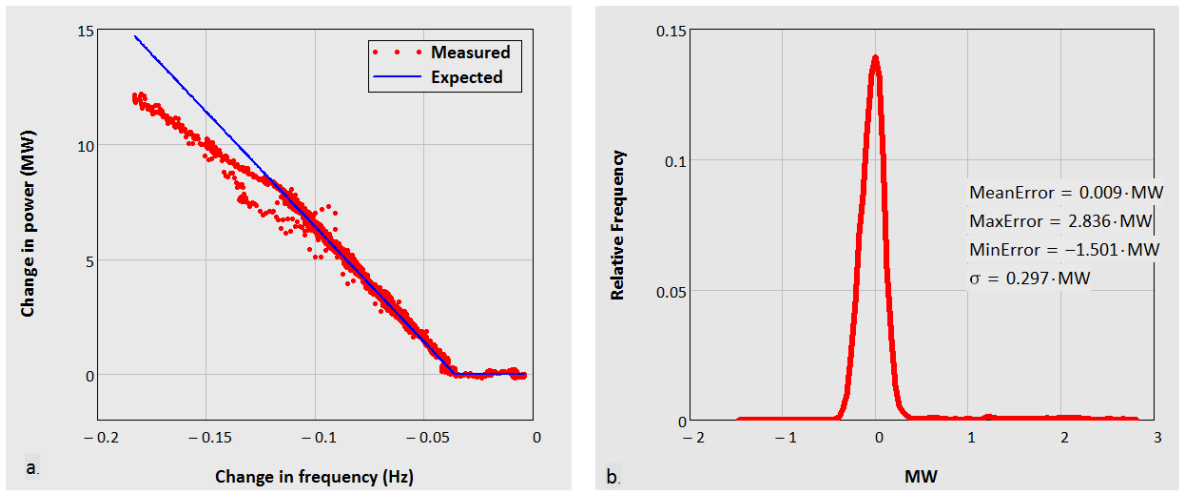 15
Measured
Expected
10
Change in power (MW)
5
0
− 0.2
− 0.15
− 0.1
− 0.05
0
a.
Change in frequency (Hz)
0.15
0.1
Relative Frequency
MeanError = 0.009·MW
MaxError = 2.836·MW
MinError = −1.501·MW
σ = 0.297·MW
0.05
0
− 2
− 1
0
1
2
3
b.
MW